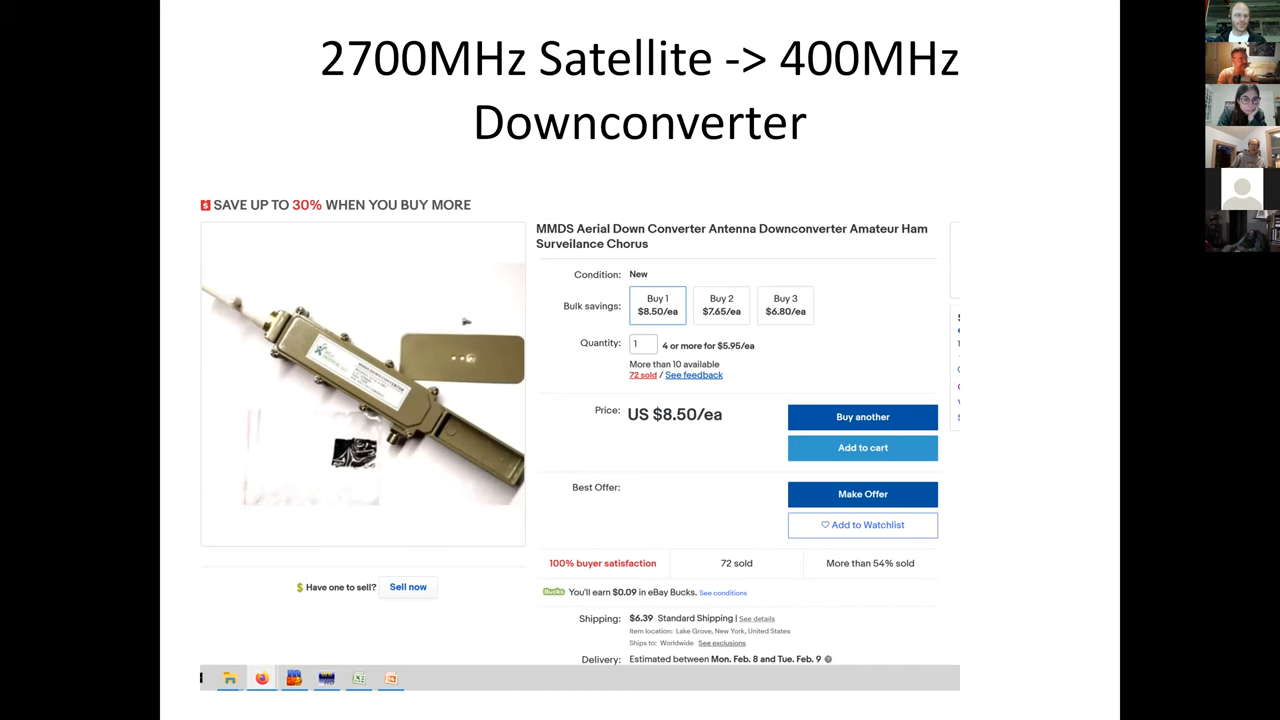 2700MHz Satellite -> 400MHz
Downconverter
SAVE UP TO 30% WHEN YOU BUY MORE
MMDS Aerial Down Converter Antenna Downconverter Amateur Ham
Surveilance Chorus
Condition: New
Bulk savings:
Buy 1 Buy 2 Buy 3
$8.50/ea $7.65/ea $6.80/ea
Quantity: 1 4 or more for $5.95/ea
More than 10 available
72 sold / See feedback
Price: US $8.50/ea
Buy another
Add to cart
Best Offer:
Make Offer
Add to Watchlist
100% buyer satisfaction 72 sold More than 54% sold
Bucks You'll earn $0.09 in eBay Bucks. See conditions
Shipping: $6.39 Standard Shipping | See details
Item location: Lake Grove, New York, United States
Ships to: Worldwide See exclusions
Delivery: Estimated between Mon. Feb. 8 and Tue. Feb. 9
$ Have one to sell? Sell now